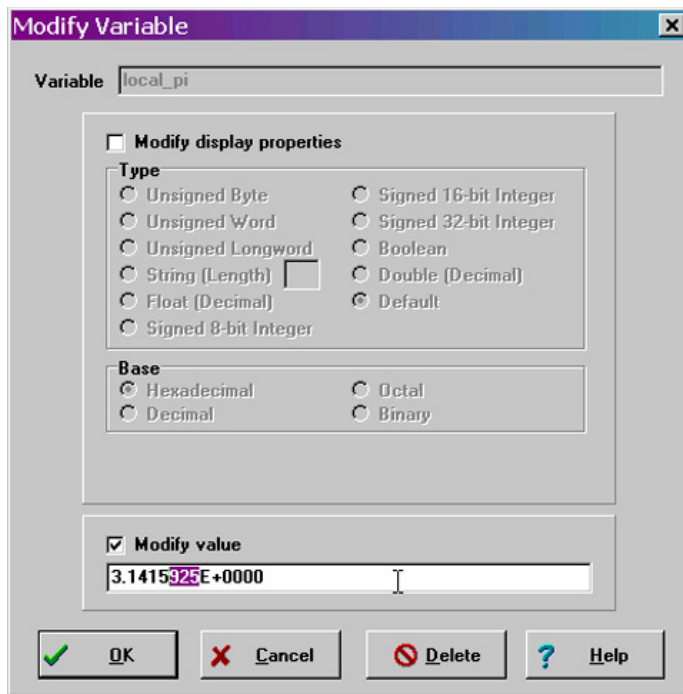 Modify Variable
Variable local_pi
Modify display properties
Type
Unsigned Byte Signed 16-bit Integer
Unsigned Word Signed 32-bit Integer
Unsigned Longword Boolean
String (Length) Double (Decimal)
Float (Decimal) Default
Signed 8-bit Integer
Base
Hexadecimal Octal
Decimal Binary
Modify value
3.1415925E+0000
OK Cancel Delete Help